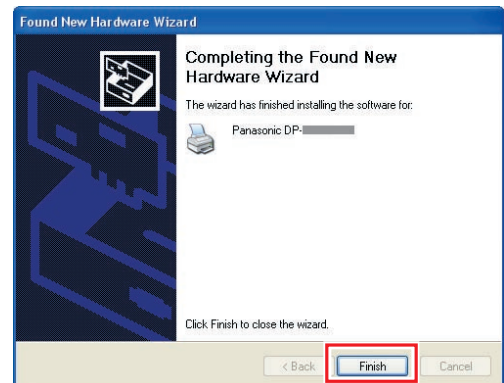 Found New Hardware Wizard
Completing the Found New
Hardware Wizard
The wizard has finished installing the software for:
Panasonic DP-
Click Finish to close the wizard.
< Back
Finish
Cancel